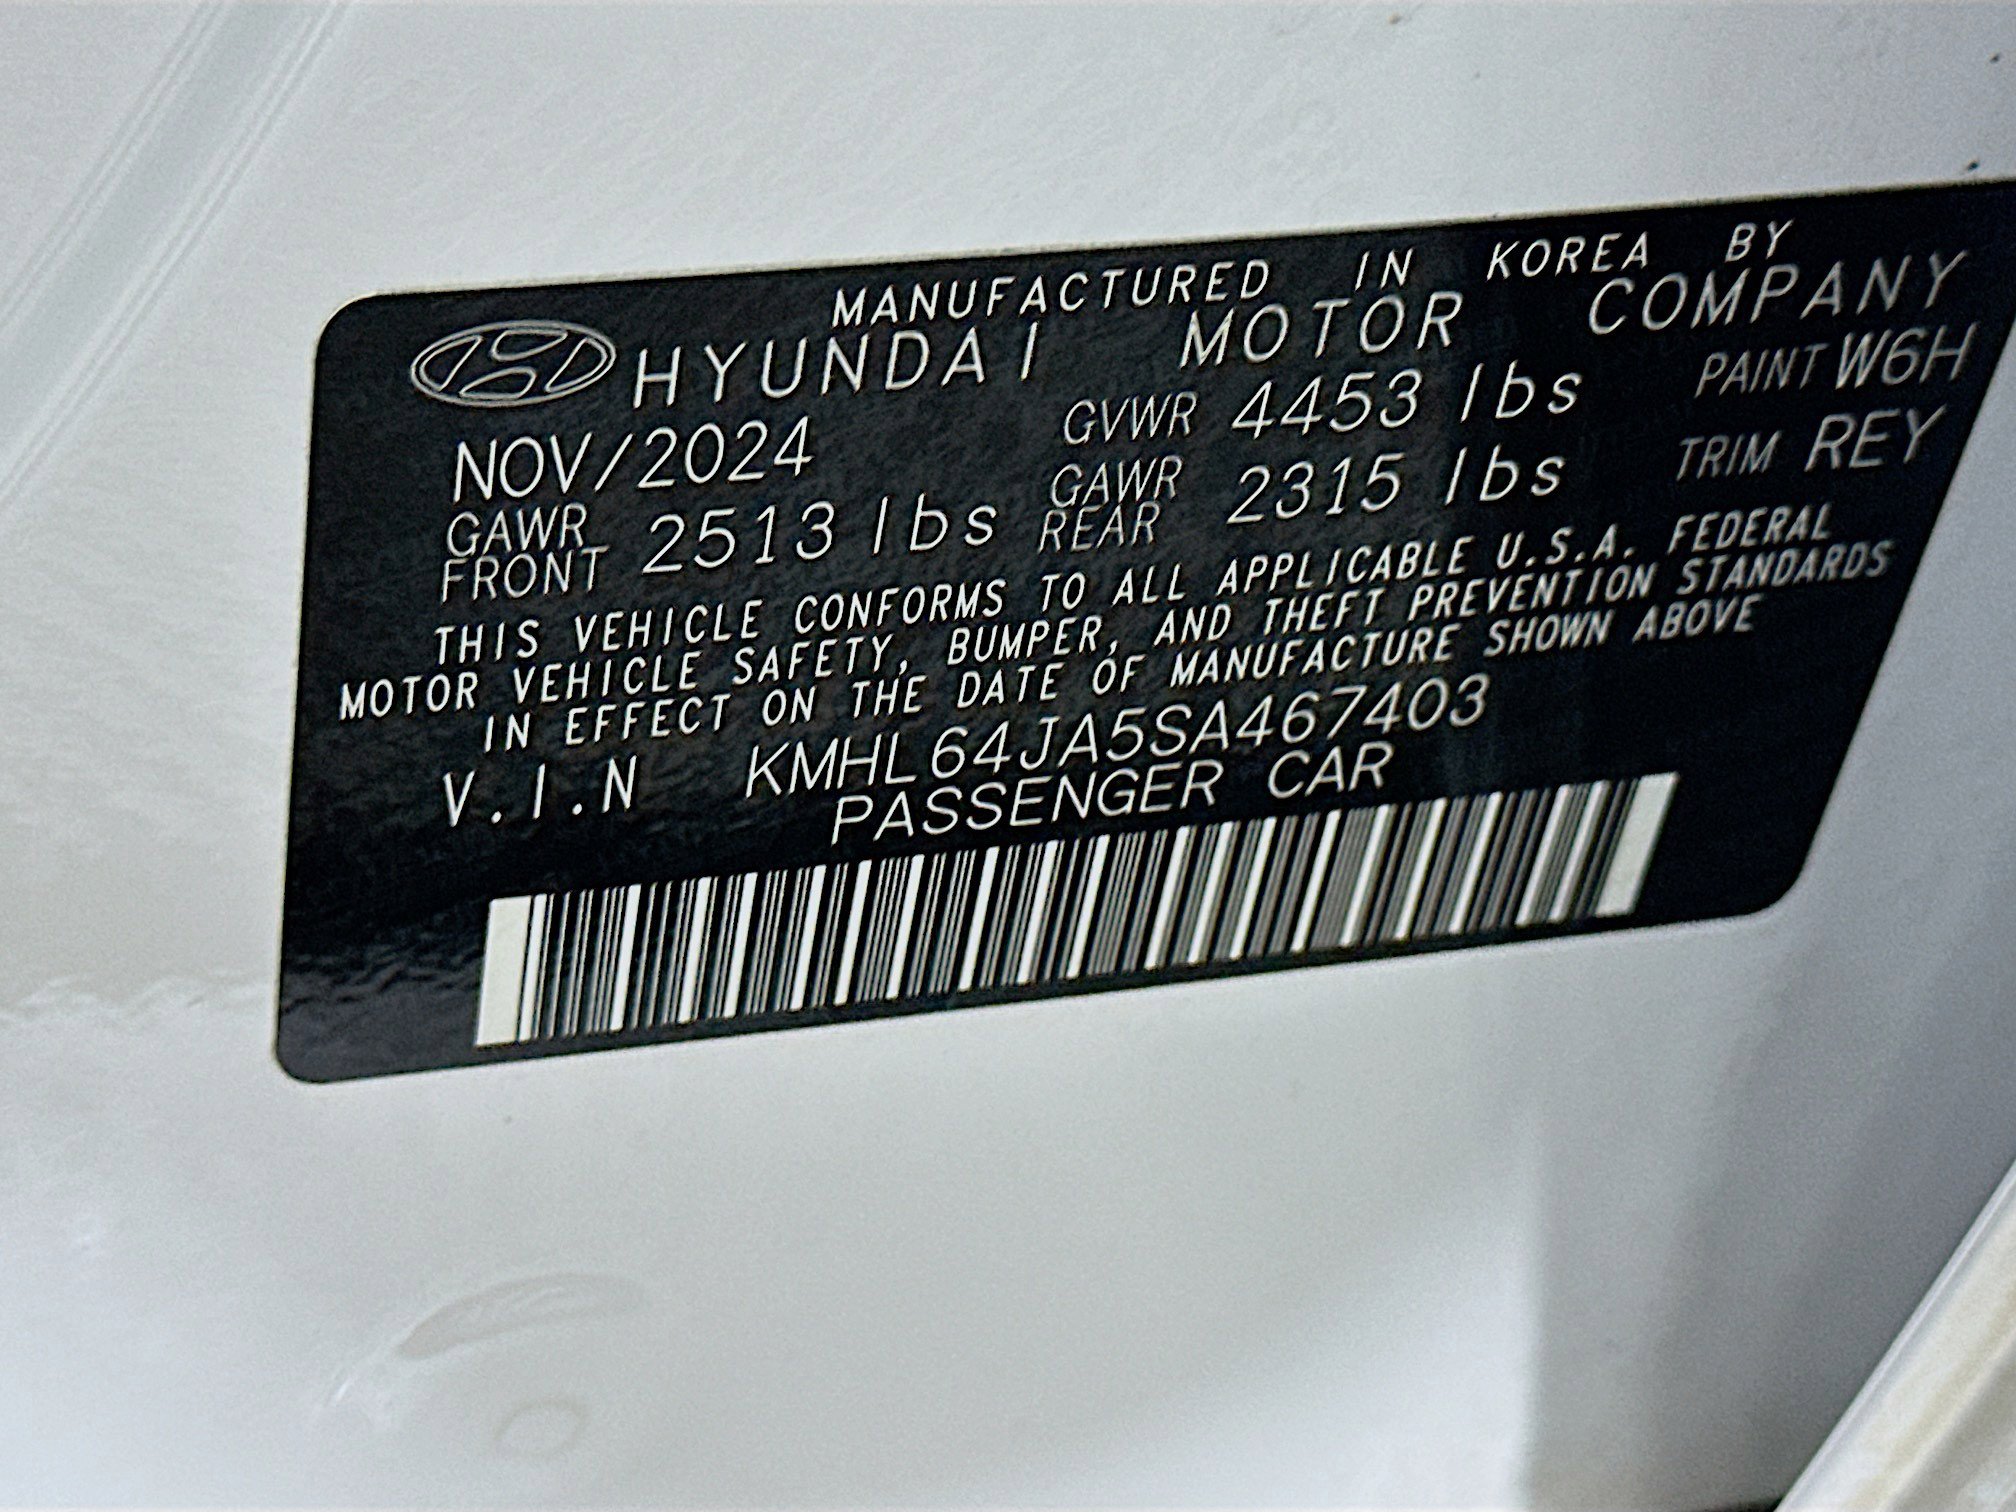 MANUFACTURED IN KOREA BY
HYUNDAI MOTOR COMPANY
NOV/2024 GVWR 4453 lbs PAINT W6H
GAWR FRONT 2513 lbs GAWR REAR 2315 lbs TRIM REY
THIS VEHICLE CONFORMS TO ALL APPLICABLE U.S.A. FEDERAL
MOTOR VEHICLE SAFETY, BUMPER, AND THEFT PREVENTION STANDARDS
IN EFFECT ON THE DATE OF MANUFACTURE SHOWN ABOVE
V.I.N KMHL64JA5SA467403
PASSENGER CAR